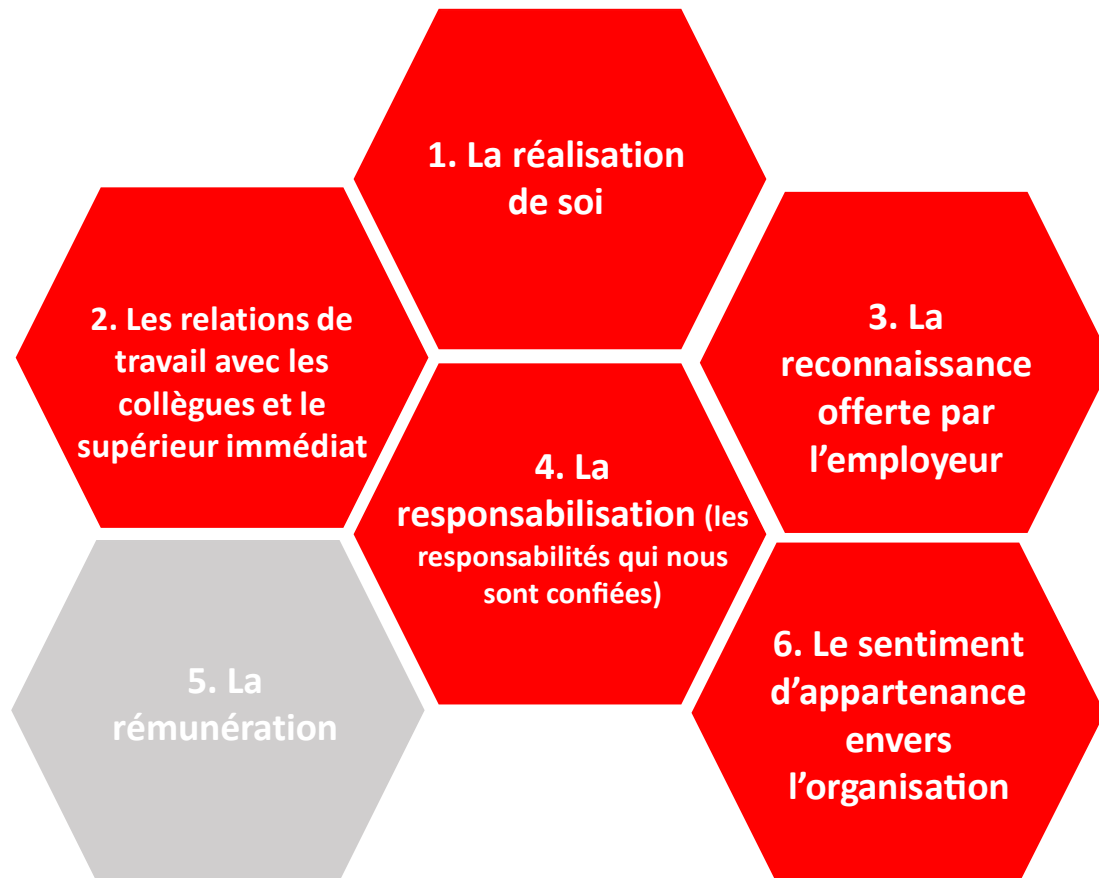 1. La réalisation
de soi
2. Les relations de
travail avec les
collègues et le
supérieur immédiat
3. La
reconnaissance
offerte par
l’employeur
4. La
responsabilisation (les
responsabilités qui nous
sont confiées)
5. La
rémunération
6. Le sentiment
d’appartenance
envers
l’organisation